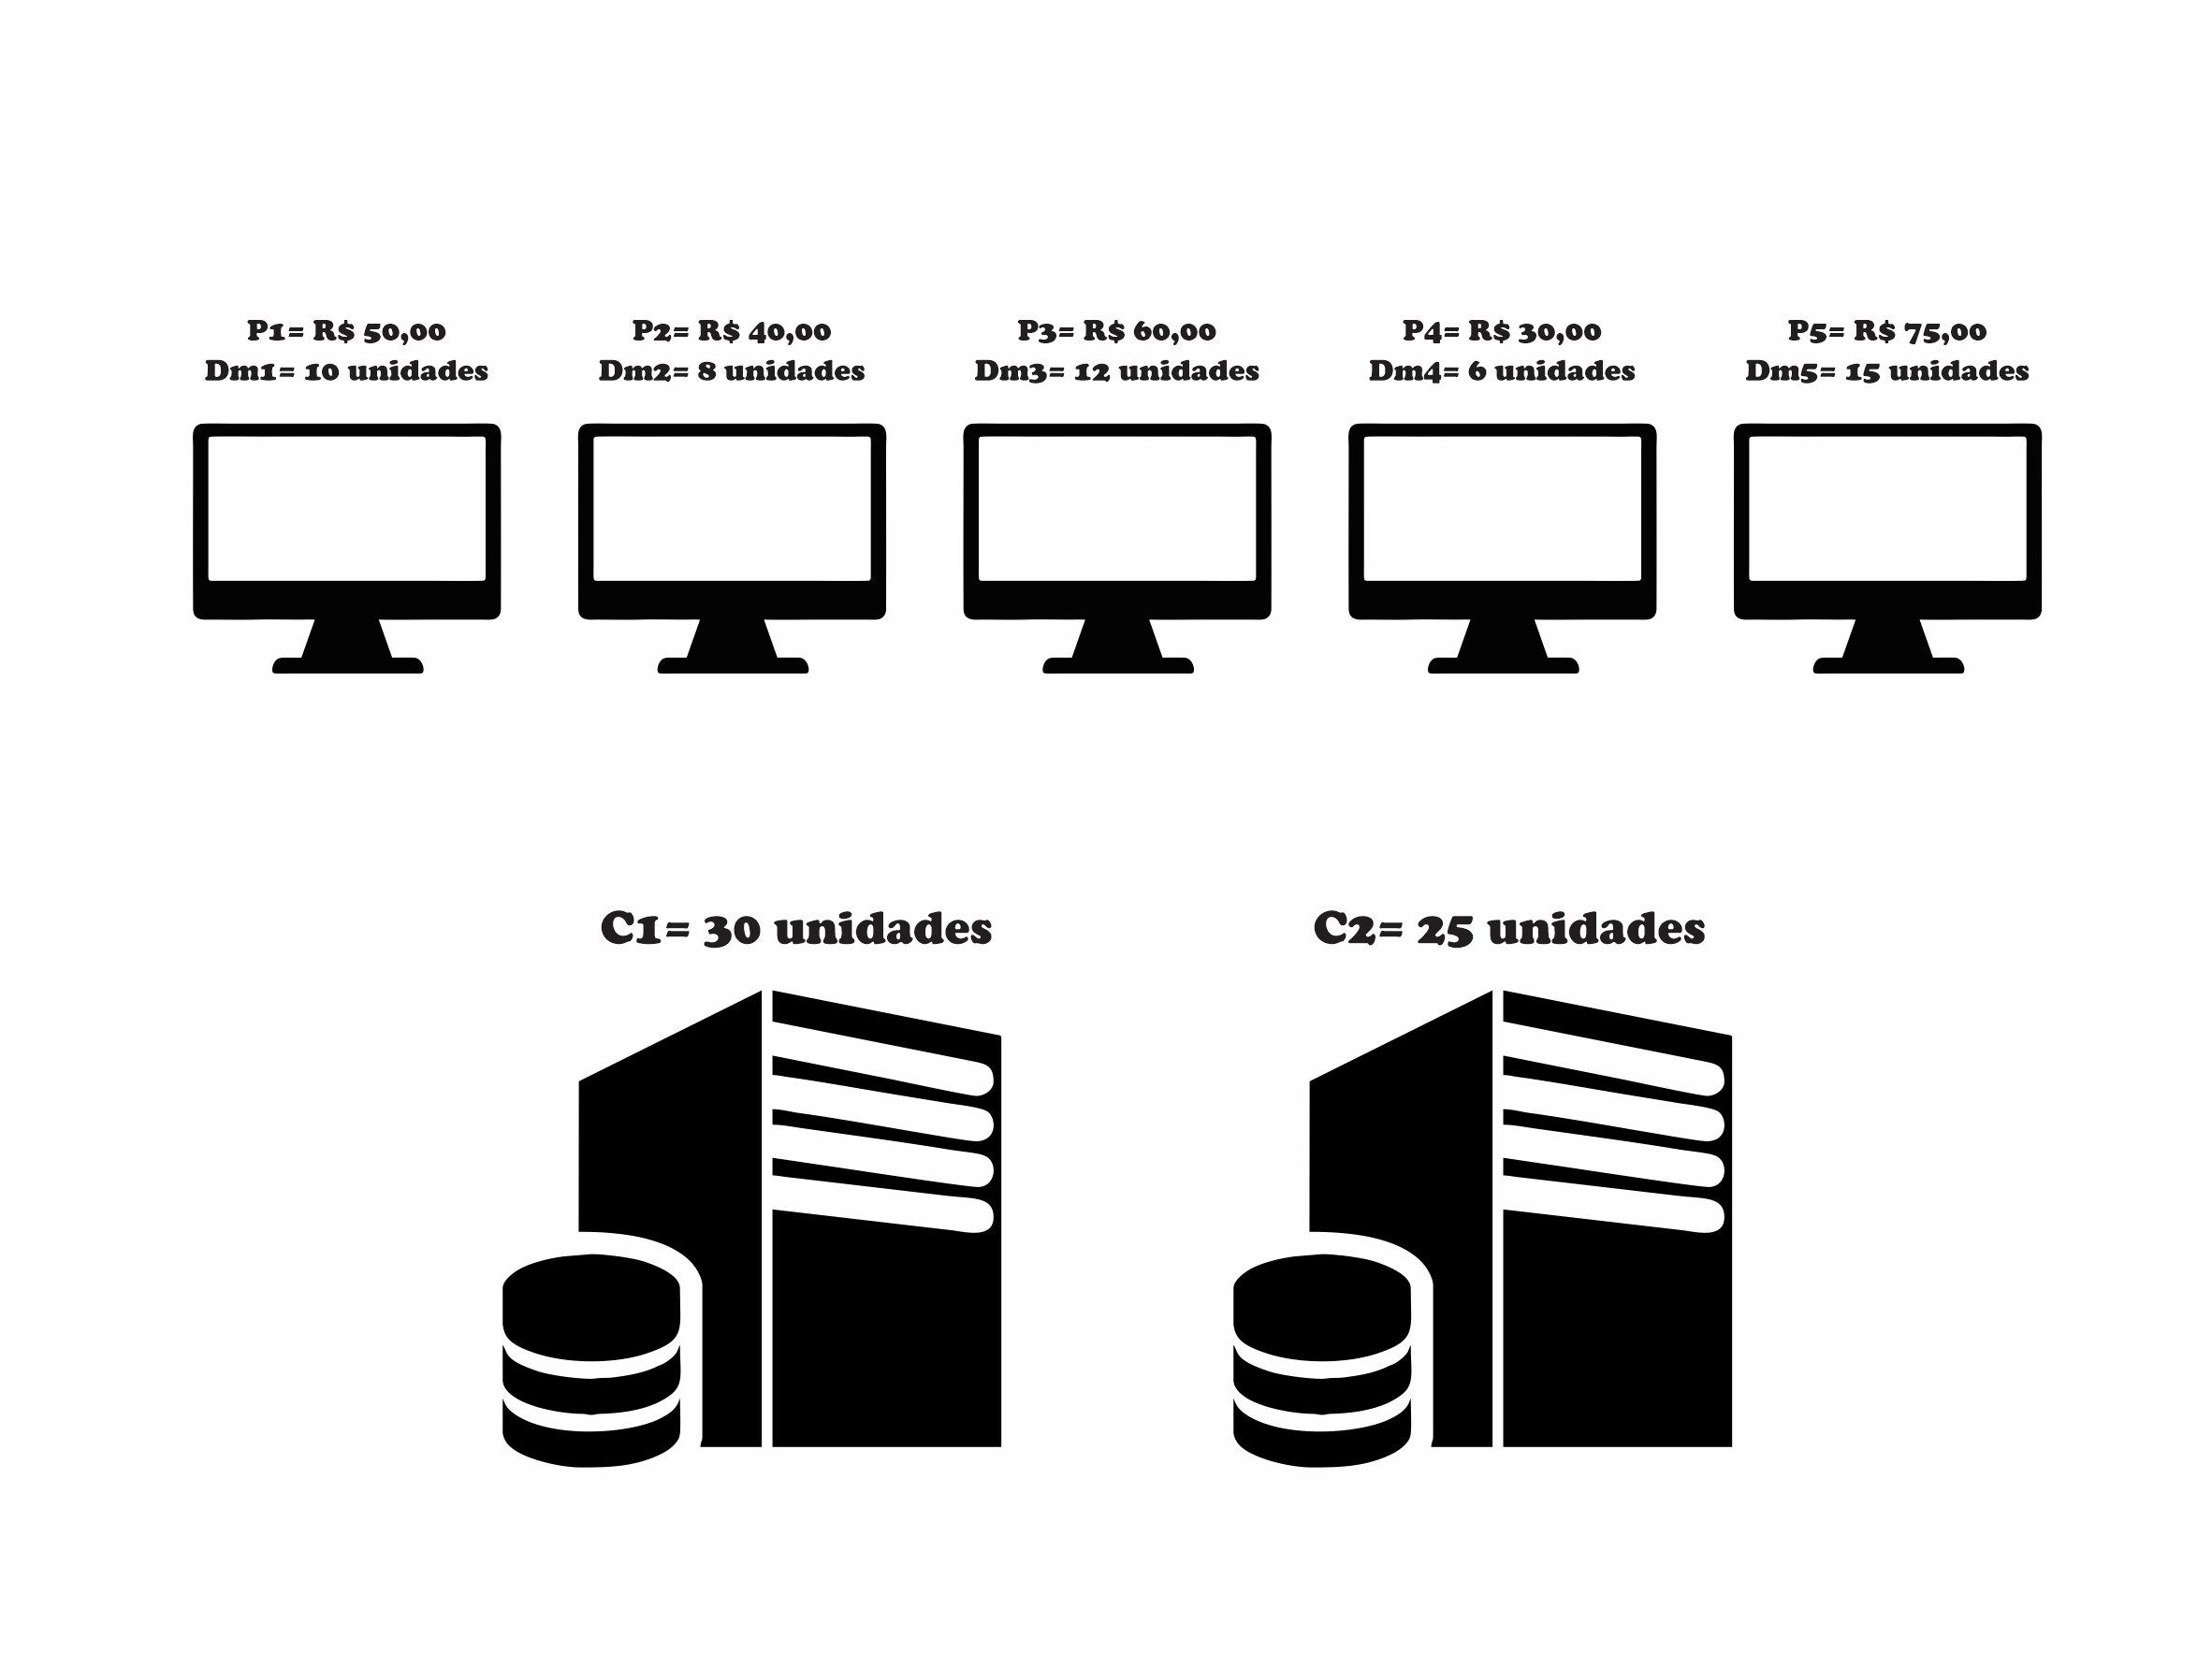 P1= R$ 50,00
Dm1= 10 unidades
P2= R$ 40,00
Dm2= 8 unidades
P3= R$ 60,00
Dm3= 12 unidades
P4= R$ 30,00
Dm4= 6 unidades
P5= R$ 75,00
Dm5= 15 unidades
C1= 30 unidades
C2= 25 unidades